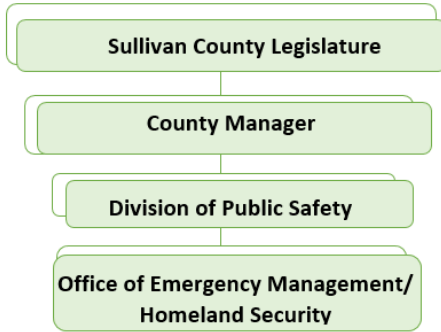 Sullivan County Legislature
County Manager
Division of Public Safety
Office of Emergency Management/
Homeland Security